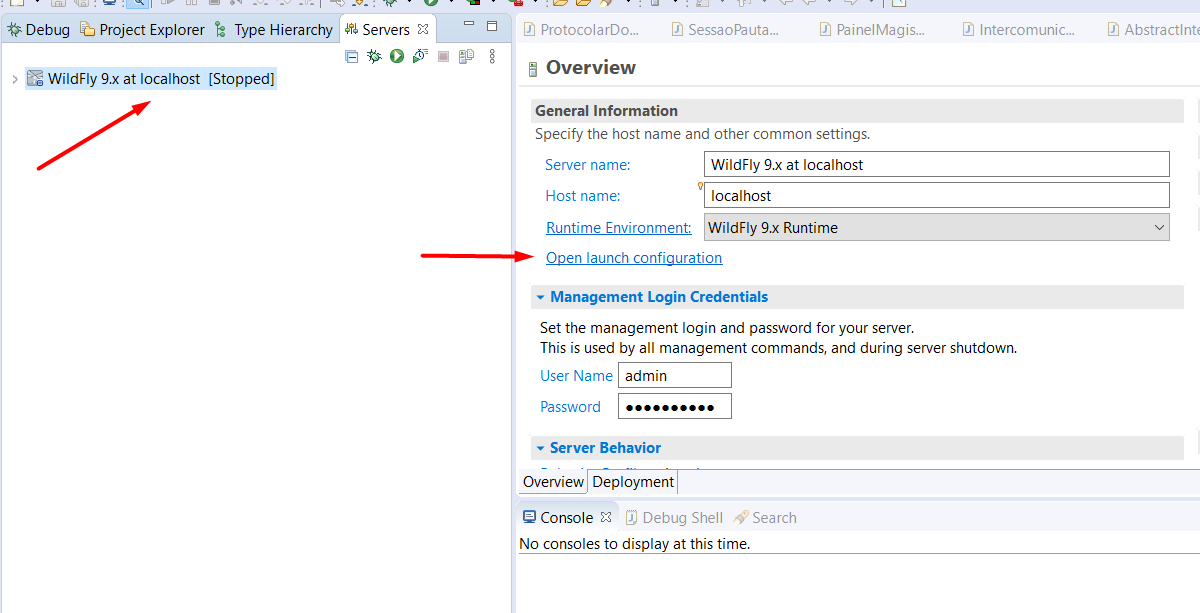 Debug Project Explorer Type Hierarchy Servers
WildFly 9.x at localhost [Stopped]
ProtocolarDo... SessaoPauta... PainelMagis... Intercomunic... AbstractInte
Overview
General Information
Specify the host name and other common settings.
Server name: WildFly 9.x at localhost
Host name: localhost
Runtime Environment: WildFly 9.x Runtime
Open launch configuration
Management Login Credentials
Set the management login and password for your server.
This is used by all management commands, and during server shutdown.
User Name admin
Password ●●●●●●●●●●
Server Behavior
Overview Deployment
Console Debug Shell Search
No consoles to display at this time.